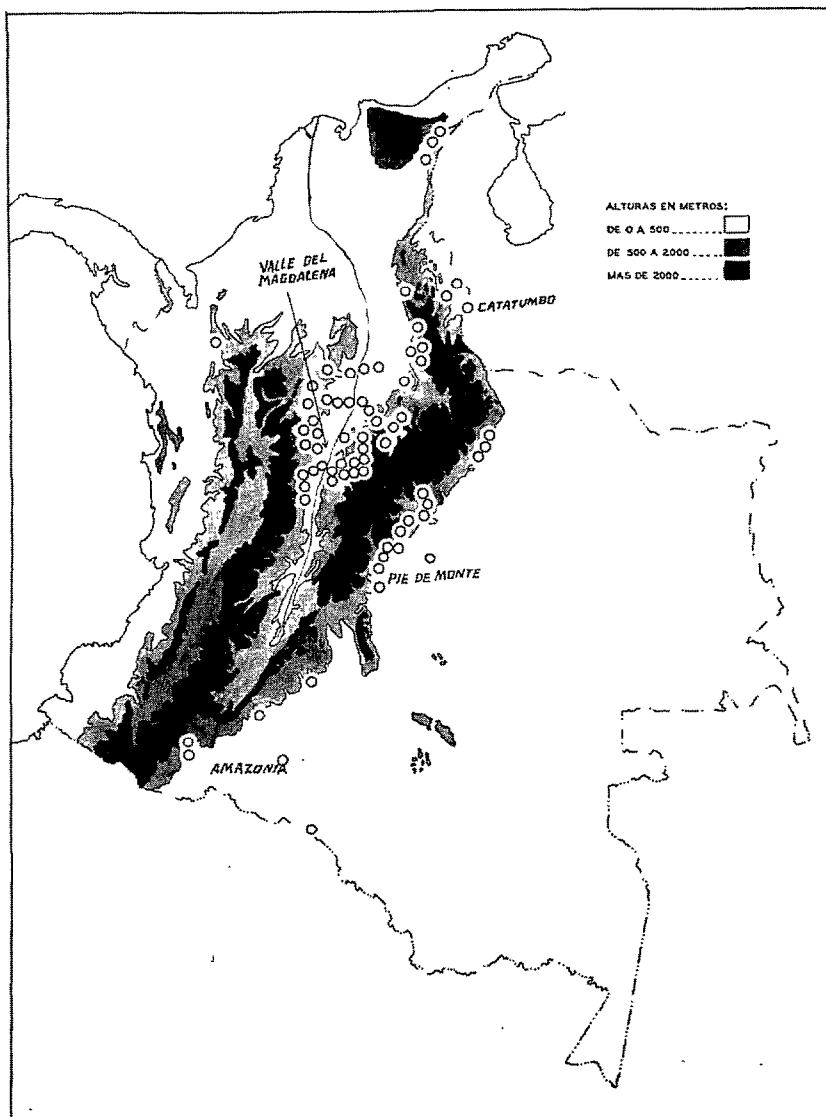 ALTURAS EN METROS:
DE 0 A 500
DE 500 A 2000
MAS DE 2000
VALLE DEL
MAGDALENA
CATATUMBO
PIE DE MONTE
AMAZONIA